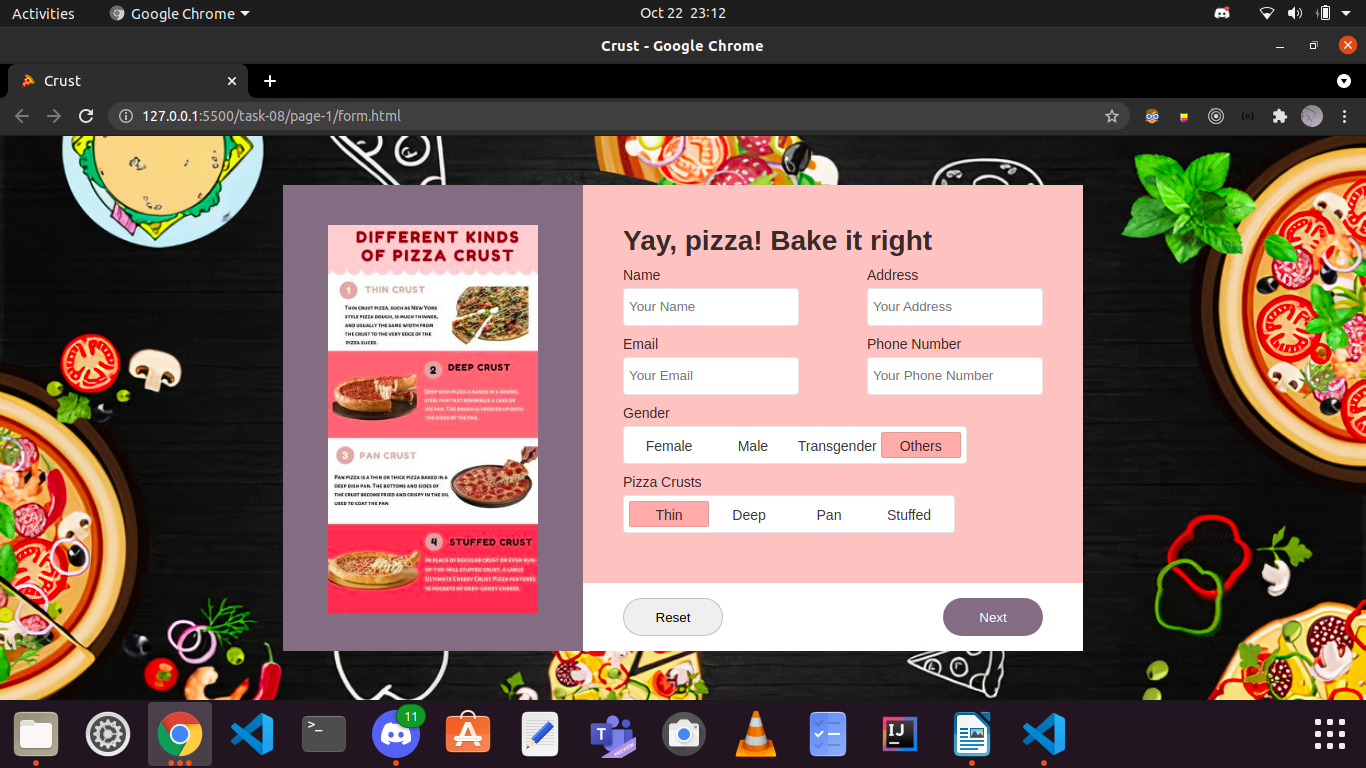 Activities
Google Chrome
Oct 22 23:12
Crust - Google Chrome
Crust
127.0.0.1:5500/task-08/page-1/form.html
DIFFERENT KINDS
OF PIZZA CRUST
1 THIN CRUST
THIN CRUST PIZZA, SUCH AS NEW YORK
STYLE PIZZA DOUGH, IS MUCH THINNER,
AND USUALLY THE SAME WIDTH FROM
THE CRUST TO THE VERY EDGE OF THE
PIZZA SLICES.
2 DEEP CRUST
DEEP-DISH PIZZA IS BAKED IN A ROUND,
STEEL PAN THAT RESEMBLES A CAKE OR
PIE PAN. THE DOUGH IS PRESSED UP ONTO
THE SIDES OF THE PAN.
3 PAN CRUST
PAN PIZZA IS A THIN OR THICK PIZZA BAKED IN A
DEEP DISH PAN. THE BOTTOMS AND SIDES OF
THE CRUST BECOME FRIED AND CRISPY IN THE OIL
USED TO COAT THE PAN
4 STUFFED CRUST
IN PLACE OF REGULAR CRUST OR EVEN RUN-
OF-THE-MILL STUFFED CRUST, A LARGE
ULTIMATE CHEESY CRUST PIZZA FEATURES
16 POCKETS OF OOEY-GOOEY CHEESE.
Yay, pizza! Bake it right
Name
Address
Your Name
Your Address
Email
Phone Number
Your Email
Your Phone Number
Gender
Female Male Transgender Others
Pizza Crusts
Thin Deep Pan Stuffed
Reset
Next
11
>_
PREVIEW
IJ